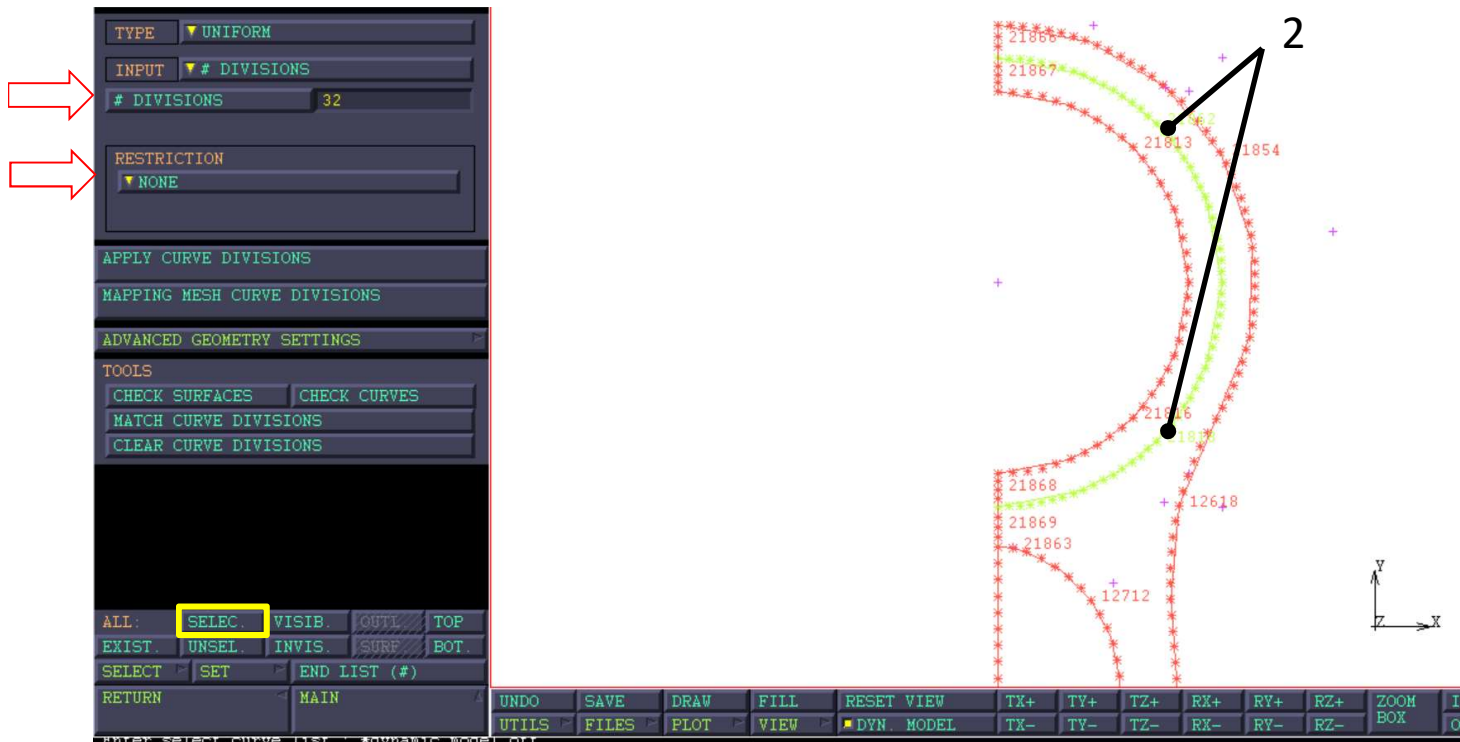 TYPE UNIFORM
INPUT # DIVISIONS
# DIVISIONS 32
RESTRICTION
NONE
APPLY CURVE DIVISIONS
MAPPING MESH CURVE DIVISIONS
ADVANCED GEOMETRY SETTINGS
TOOLS
CHECK SURFACES CHECK CURVES
MATCH CURVE DIVISIONS
CLEAR CURVE DIVISIONS
ALL: SELEC. VISIB. OUTL TOP
EXIST. UNSEL. INVIS. SURF BOT.
SELECT SET END LIST (#)
RETURN MAIN
2
21866
21867
21813
1854
21816
21868
12618
21869
21863
12712
Y
Z X
UNDO SAVE DRAW FILL RESET VIEW TX+ TY+ TZ+ RX+ RY+ RZ+ ZOOM
UTILS FILES PLOT VIEW DYN. MODEL TX- TY- TZ- RX- RY- RZ- BOX